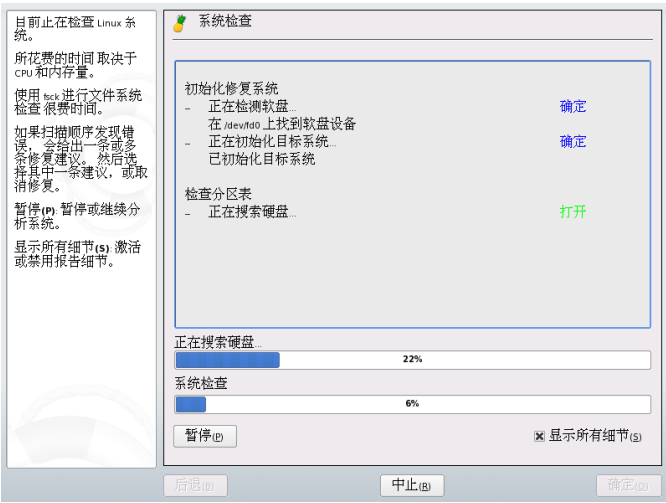 目前正在检查 Linux 系
统。
所花费的时间 取决于
CPU 和内存量。
使用 fsck 进行文件系统
检查 很费时间。
如果扫描顺序发现错
误， 会给出一条或多
条修复建议。 然后选
择其中一条建议，或取
消修复。
暂停(P): 暂停或继续分
析系统。
显示所有细节(S): 激活
或禁用报告细节。
系统检查
初始化修复系统
– 正在检测软盘... 确定
在 /dev/fd0 上找到软盘设备
– 正在初始化目标系统... 确定
已初始化目标系统
检查分区表
– 正在搜索硬盘... 打开
正在搜索硬盘...
22%
系统检查
6%
暂停(P)
显示所有细节(S)
后退(B)
中止(R)
确定(O)